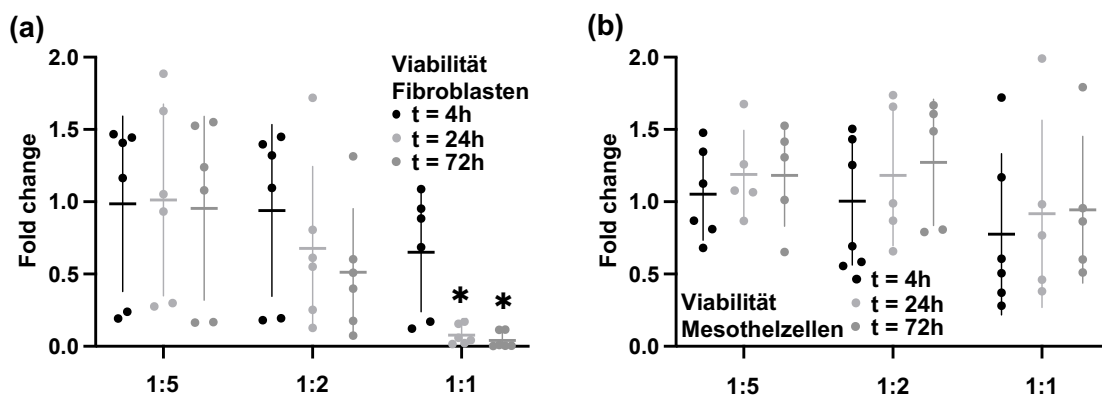 (a)
Fold change
2.0
1.5
1.0
0.5
0.0
Viabilität
Fibroblasten
t = 4h
t = 24h
t = 72h
*
*
1:5
1:2
1:1
(b)
Fold change
2.0
1.5
1.0
0.5
0.0
Viabilität
Mesothelzellen
t = 4h
t = 24h
t = 72h
1:5
1:2
1:1